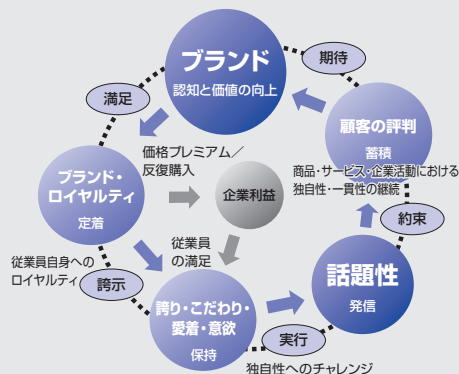 ブランド
認知と価値の向上
期待
満足
顧客の評判
蓄積
商品・サービス・企業活動における
独自性・一貫性の継続
価格プレミアム／
反復購入
ブランド・
ロイヤルティ
定着
企業利益
約束
従業員の
満足
従業員自身への
ロイヤルティ
誇示
話題性
発信
誇り・こだわり・
愛着・意欲
保持
実行
独自性へのチャレンジ